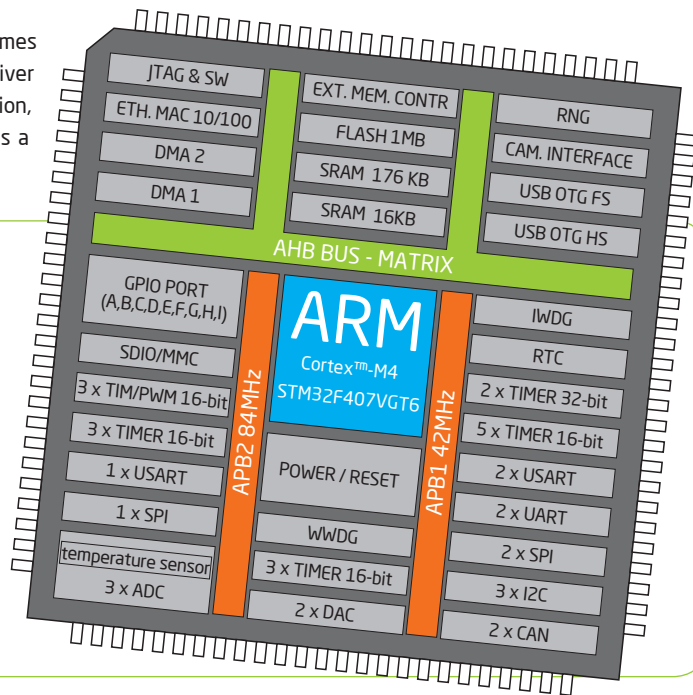 mes
iver
ion,
s a
JTAG & SW
ETH. MAC 10/100
DMA 2
DMA 1
EXT. MEM. CONTR
FLASH 1MB
SRAM 176 KB
SRAM 16KB
RNG
CAM. INTERFACE
USB OTG FS
USB OTG HS
AHB BUS - MATRIX
GPIO PORT
(A,B,C,D,E,F,G,H,I)
SDIO/MMC
3 x TIM/PWM 16-bit
3 x TIMER 16-bit
1 x USART
1 x SPI
temperature sensor
3 x ADC
APB2 84MHz
ARM
Cortex™-M4
STM32F407VGT6
POWER / RESET
WWDG
3 x TIMER 16-bit
2 x DAC
APB1 42MHz
IWDG
RTC
2 x TIMER 32-bit
5 x TIMER 16-bit
2 x USART
2 x UART
2 x SPI
3 x I2C
2 x CAN